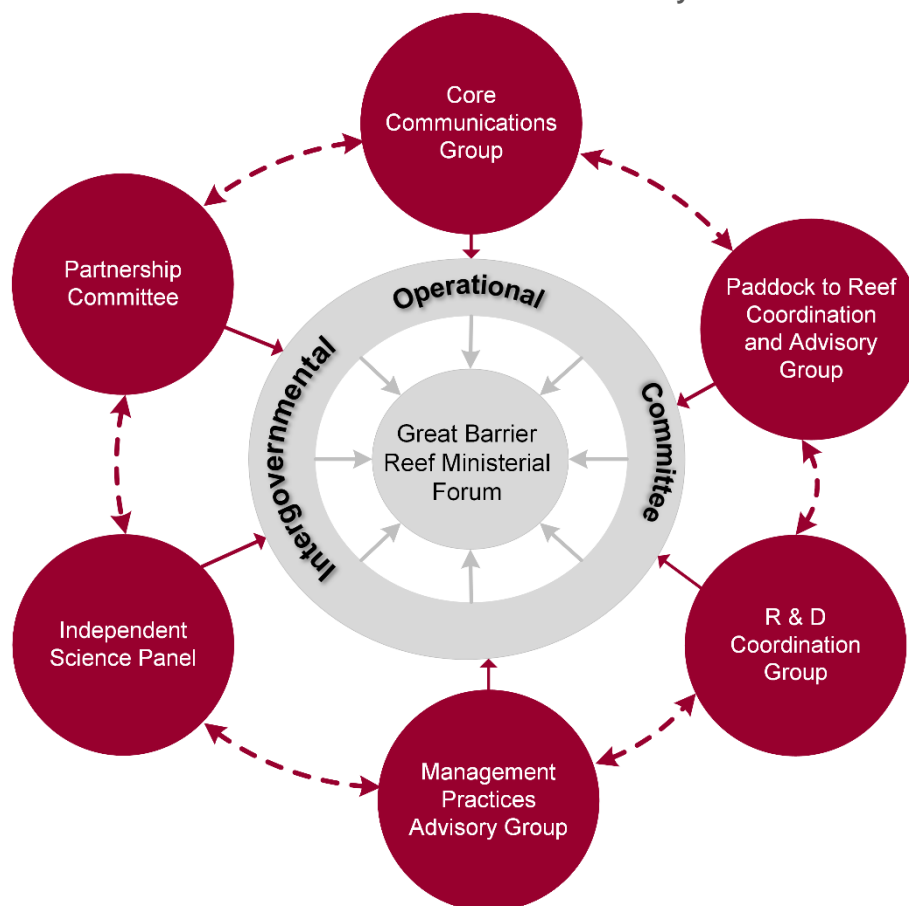 Core
Communications
Group
Partnership
Committee
Paddock to Reef
Coordination
and Advisory
Group
Intergovernmental
Operational
Committee
Great Barrier
Reef Ministerial
Forum
Independent
Science Panel
R & D
Coordination
Group
Management
Practices
Advisory Group